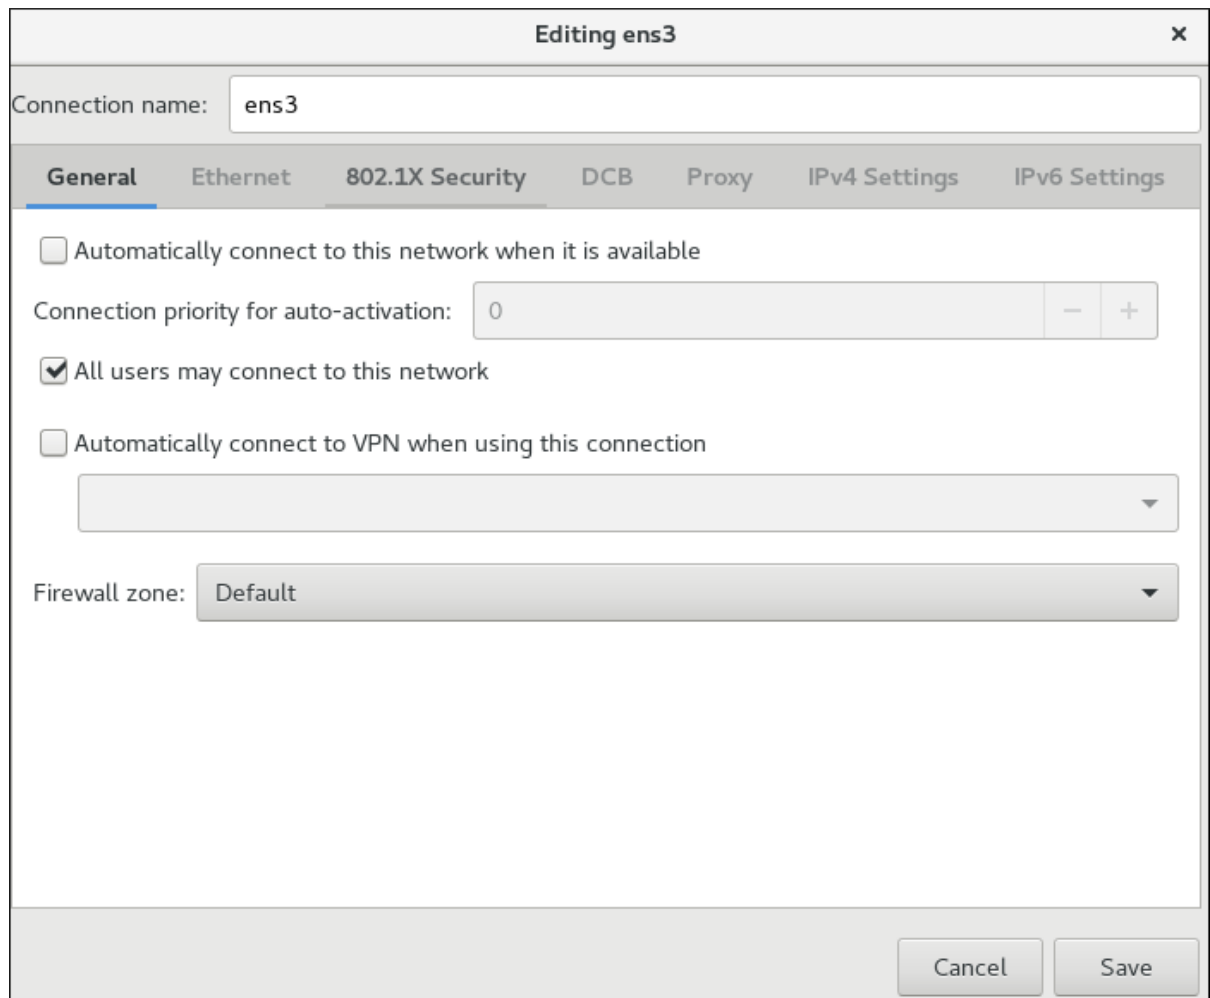 Editing ens3
Connection name: ens3
General Ethernet 802.1X Security DCB Proxy IPv4 Settings IPv6 Settings
Automatically connect to this network when it is available
Connection priority for auto-activation: 0
All users may connect to this network
Automatically connect to VPN when using this connection
Firewall zone: Default
Cancel Save